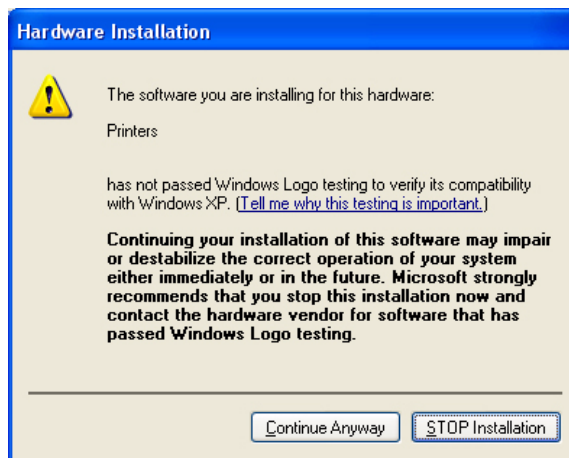 Hardware Installation
The software you are installing for this hardware:
Printers
has not passed Windows Logo testing to verify its compatibility
with Windows XP. (Tell me why this testing is important.)
Continuing your installation of this software may impair
or destabilize the correct operation of your system
either immediately or in the future. Microsoft strongly
recommends that you stop this installation now and
contact the hardware vendor for software that has
passed Windows Logo testing.
Continue Anyway
STOP Installation